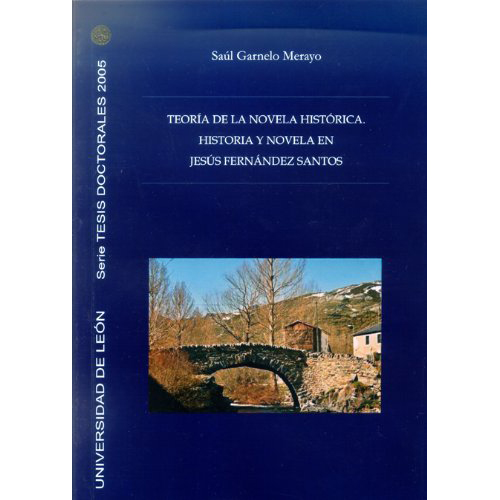 Saúl Garnelo Merayo
TEORÍA DE LA NOVELA HISTÓRICA.
HISTORIA Y NOVELA EN
JESÚS FERNÁNDEZ SANTOS
UNIVERSIDAD DE LEÓN Serie TESIS DOCTORALES 2005